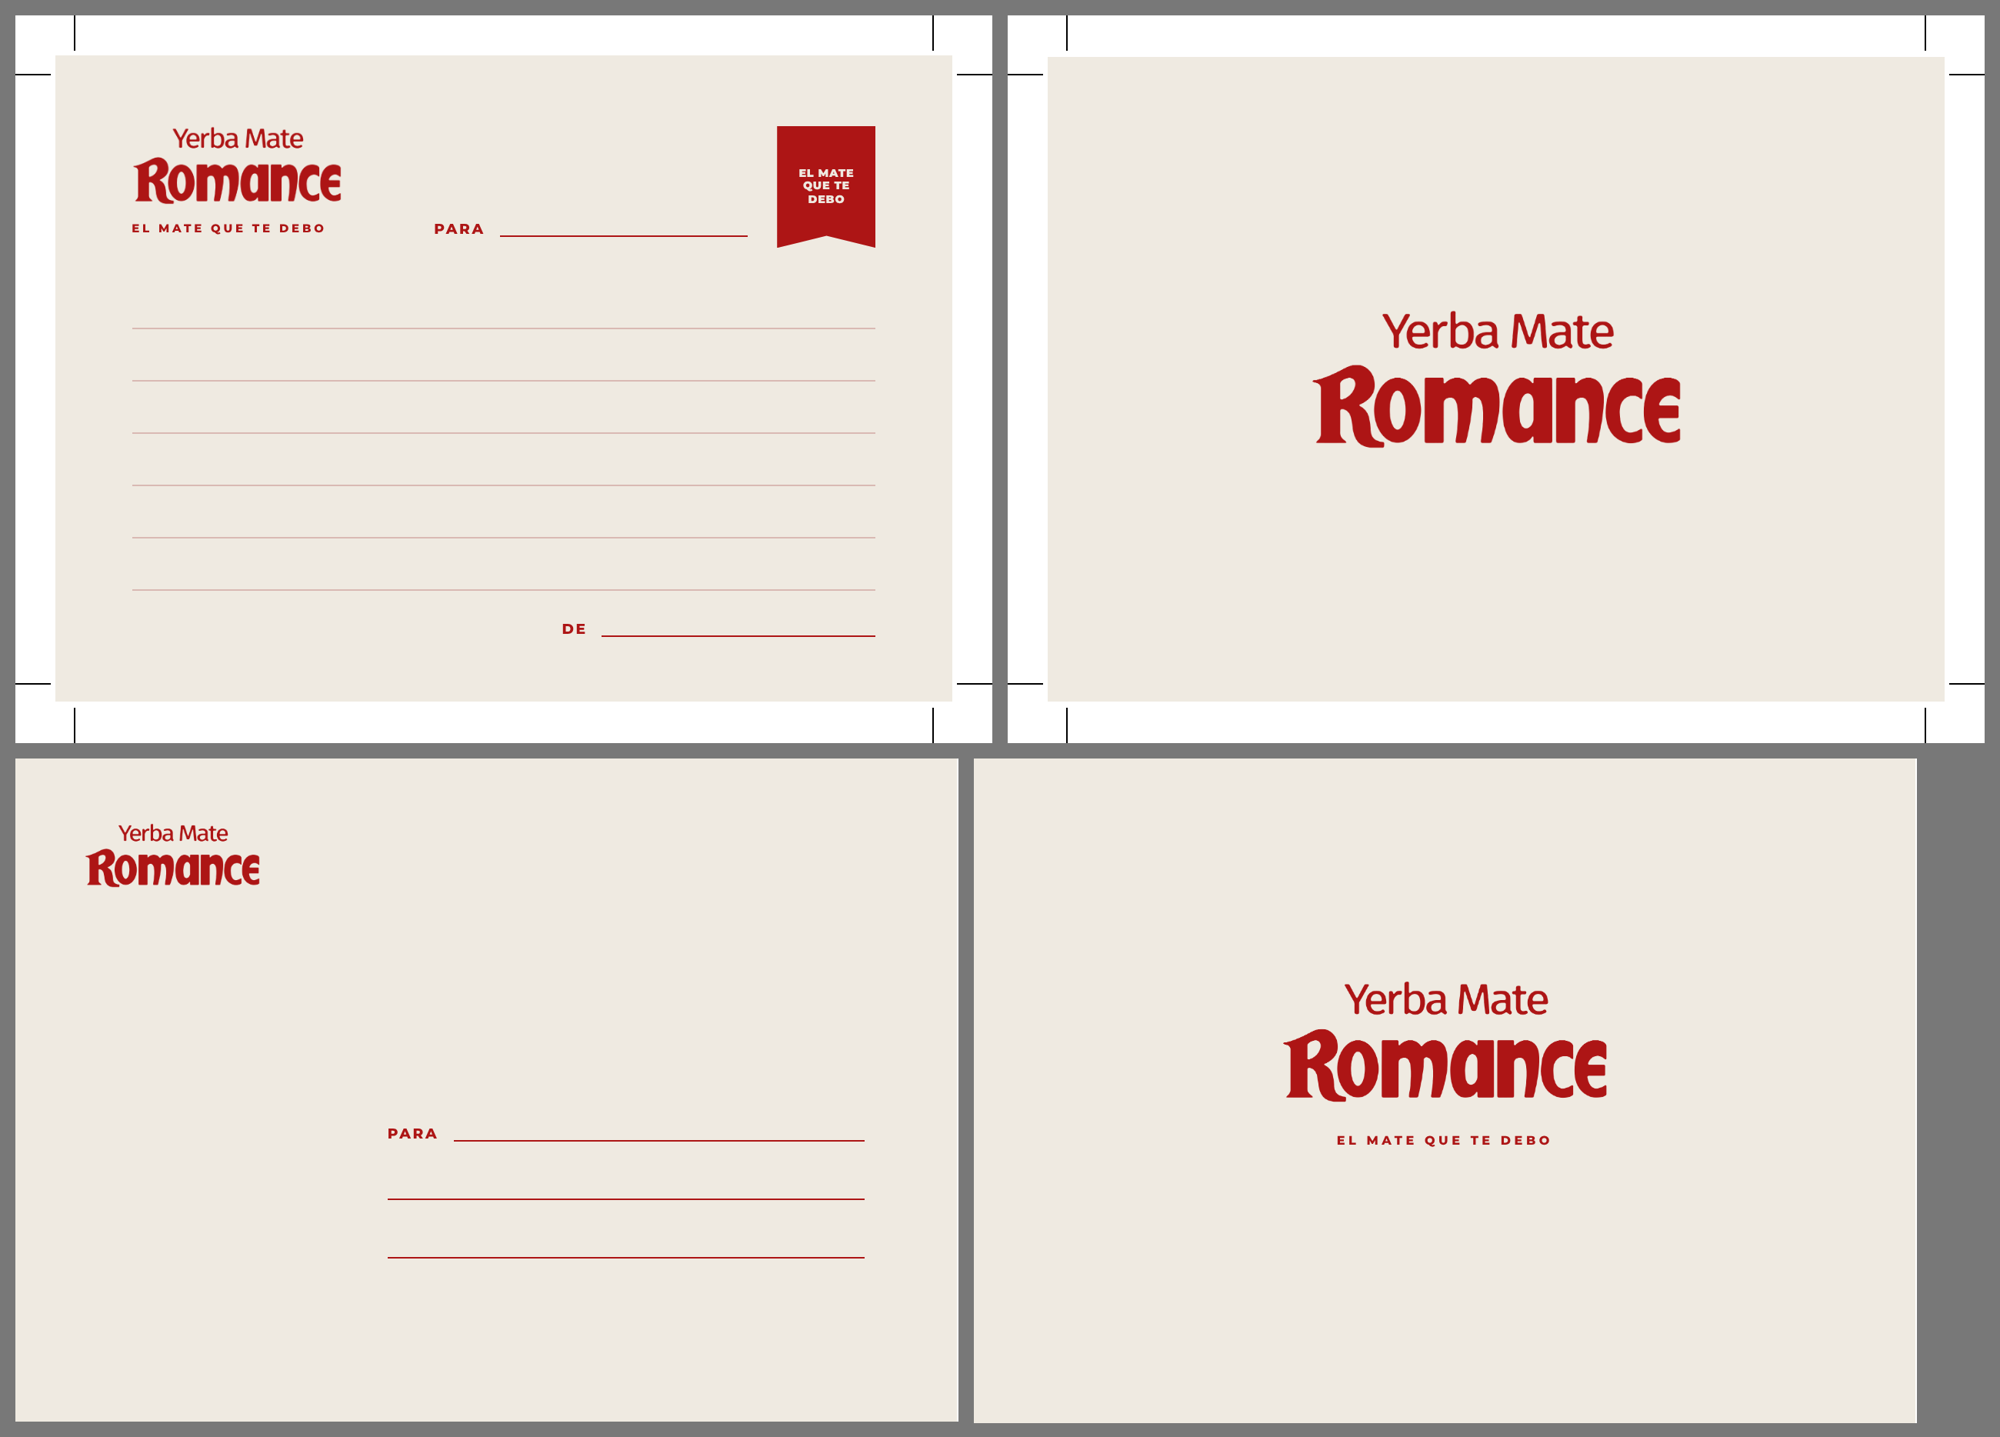 Yerba Mate
Romance
EL MATE QUE TE DEBO
PARA
EL MATE
QUE TE
DEBO
DE
Yerba Mate
Romance
Yerba Mate
Romance
PARA
Yerba Mate
Romance
EL MATE QUE TE DEBO